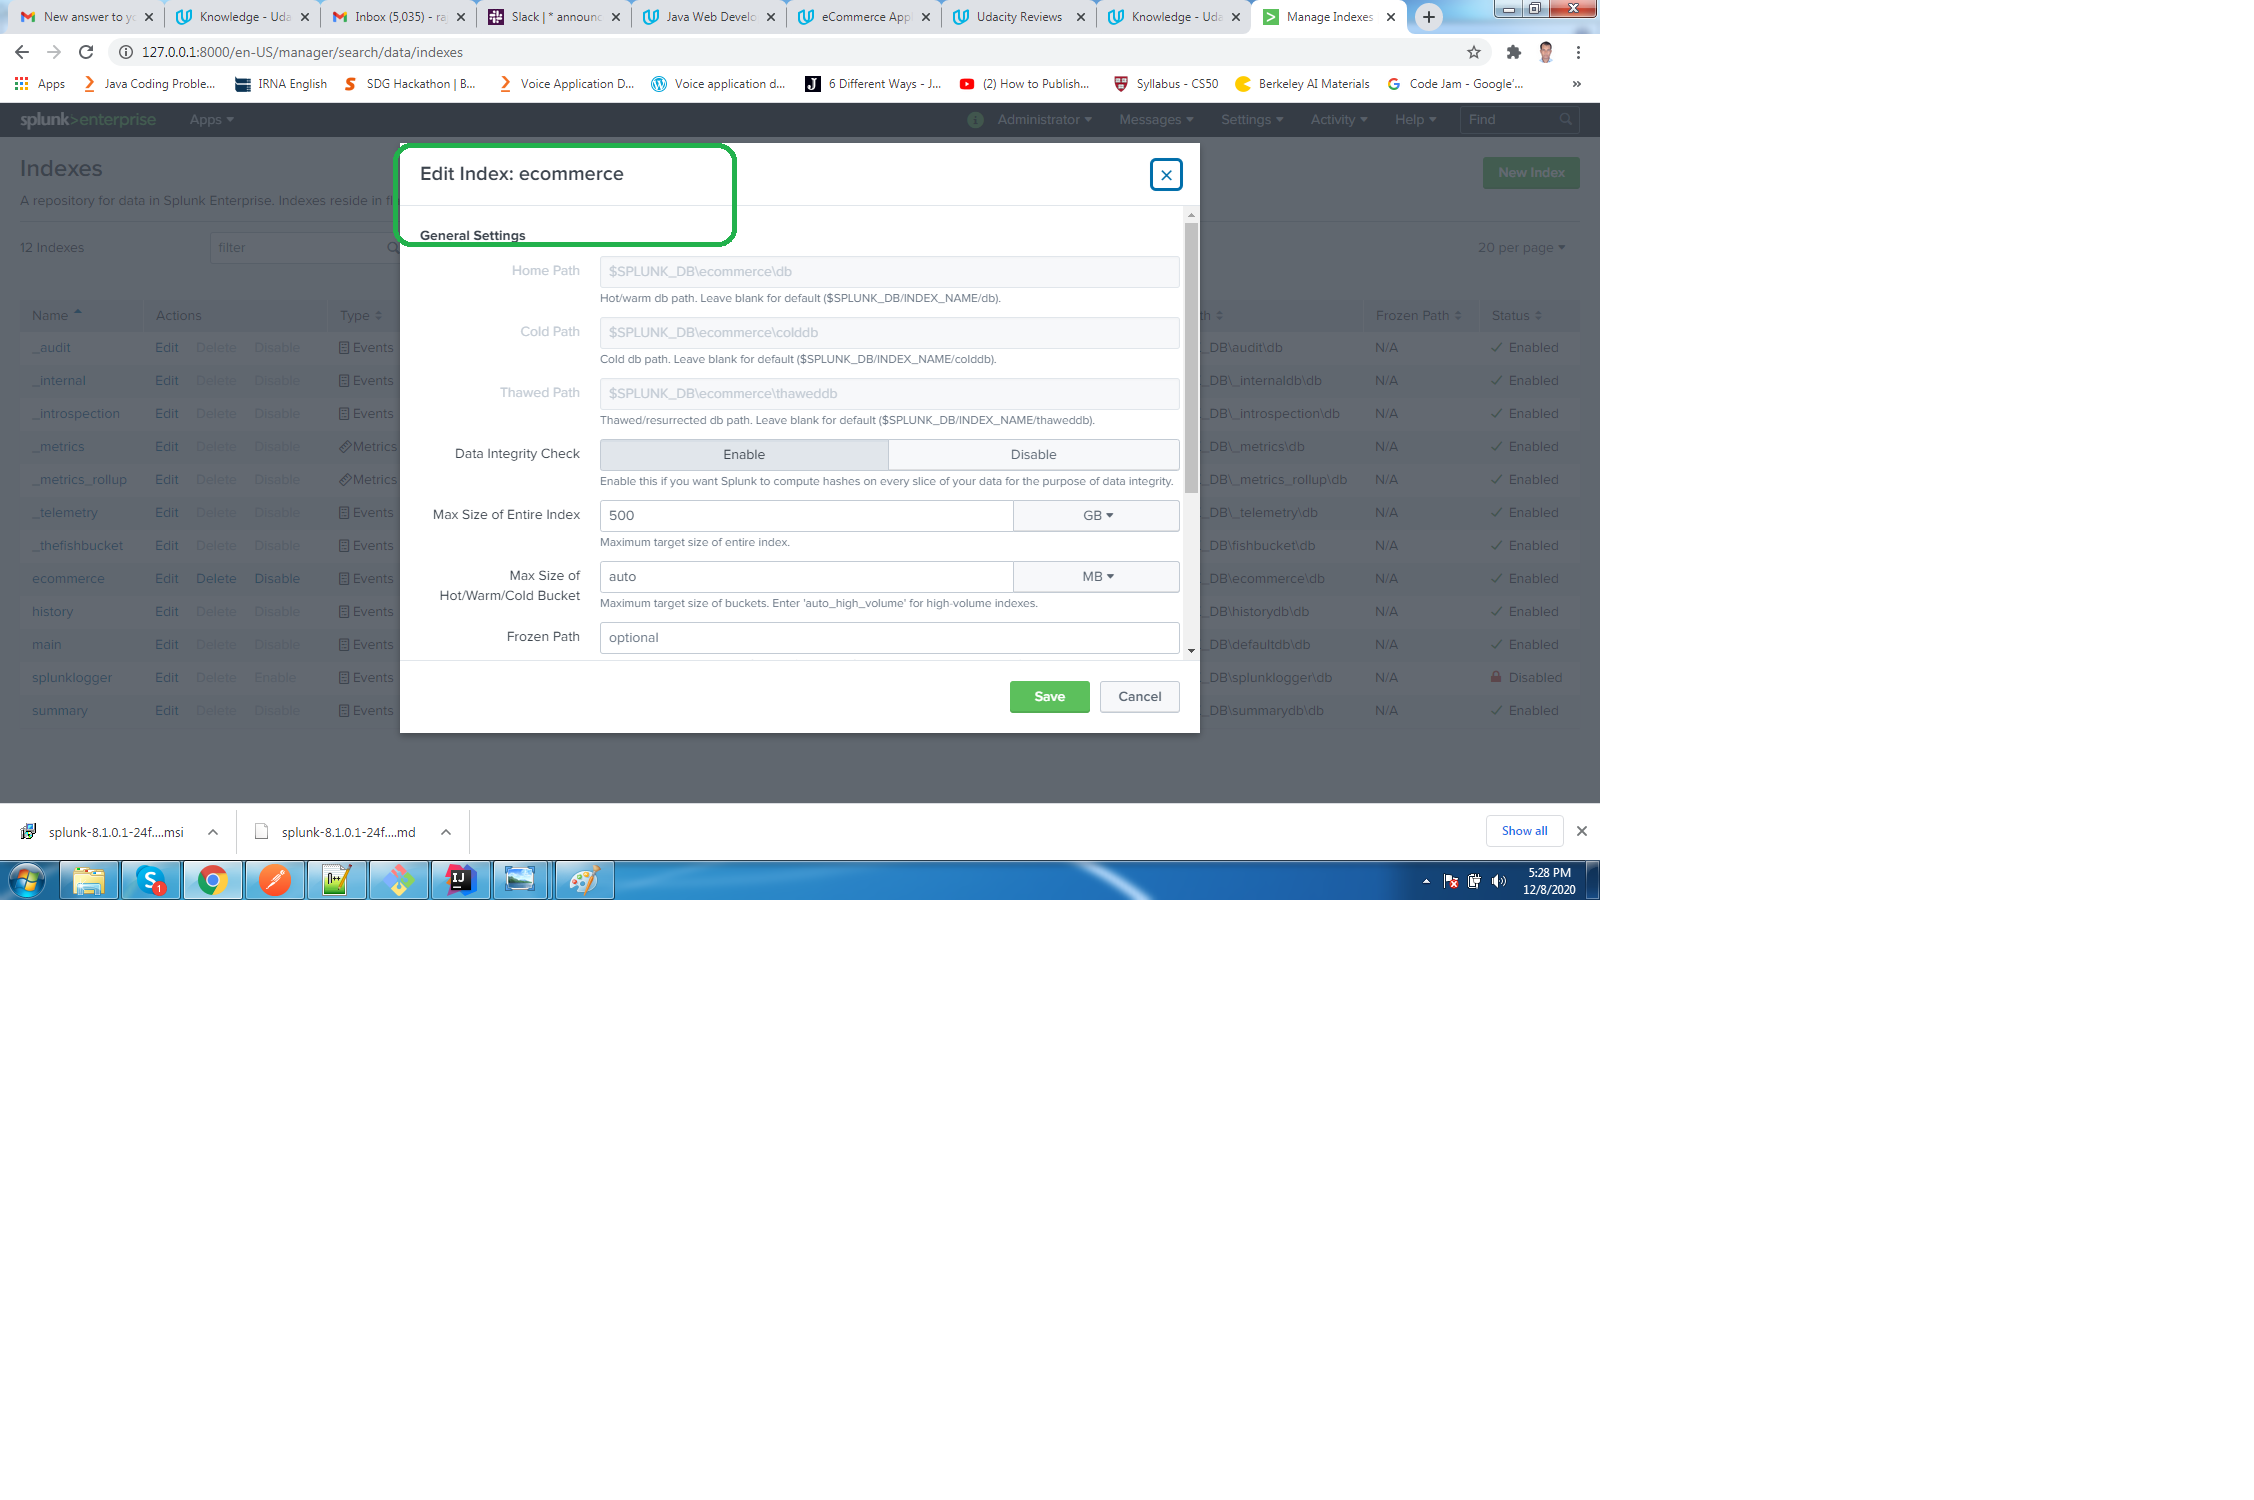 New answer to yo
Knowledge - Uda
Inbox (5,035) - ra
Slack | * announc
Java Web Develo
eCommerce Appl
Udacity Reviews
Knowledge - Uda
Manage Indexes
127.0.0.1:8000/en-US/manager/search/data/indexes
Apps
Java Coding Proble...
IRNA English
SDG Hackathon | B...
Voice Application D...
Voice application d...
6 Different Ways - J...
(2) How to Publish...
Syllabus - CS50
Berkeley AI Materials
Code Jam - Google'...
»
splunk>enterprise
Apps
Administrator
Messages
Settings
Activity
Help
Find
Indexes
New Index
A repository for data in Splunk Enterprise. Indexes reside in
12 Indexes
filter
20 per page
Edit Index: ecommerce
General Settings
Home Path
$SPLUNK_DB\ecommerce\db
Hot/warm db path. Leave blank for default ($SPLUNK_DB/INDEX_NAME/db).
Cold Path
$SPLUNK_DB\ecommerce\colddb
Cold db path. Leave blank for default ($SPLUNK_DB/INDEX_NAME/colddb).
Thawed Path
$SPLUNK_DB\ecommerce\thaweddb
Thawed/resurrected db path. Leave blank for default ($SPLUNK_DB/INDEX_NAME/thaweddb).
Data Integrity Check
Enable
Disable
Enable this if you want Splunk to compute hashes on every slice of your data for the purpose of data integrity.
Max Size of Entire Index
500
GB
Maximum target size of entire index.
Max Size of
Hot/Warm/Cold Bucket
auto
MB
Maximum target size of buckets. Enter 'auto_high_volume' for high-volume indexes.
Frozen Path
optional
Save
Cancel
Name Actions Type th Frozen Path Status
_audit Edit Delete Disable Events _DB\audit\db N/A Enabled
_internal Edit Delete Disable Events _DB\_internaldb\db N/A Enabled
_introspection Edit Delete Disable Events _DB\_introspection\db N/A Enabled
_metrics Edit Delete Disable Metrics _DB\_metrics\db N/A Enabled
_metrics_rollup Edit Delete Disable Metrics _DB\_metrics_rollup\db N/A Enabled
_telemetry Edit Delete Disable Events _DB\_telemetry\db N/A Enabled
_thefishbucket Edit Delete Disable Events _DB\fishbucket\db N/A Enabled
ecommerce Edit Delete Disable Events _DB\ecommerce\db N/A Enabled
history Edit Delete Disable Events _DB\historydb\db N/A Enabled
main Edit Delete Disable Events _DB\defaultdb\db N/A Enabled
splunklogger Edit Delete Enable Events _DB\splunklogger\db N/A Disabled
summary Edit Delete Disable Events _DB\summarydb\db N/A Enabled
splunk-8.1.0.1-24f....msi
splunk-8.1.0.1-24f....md
Show all
5:28 PM
12/8/2020